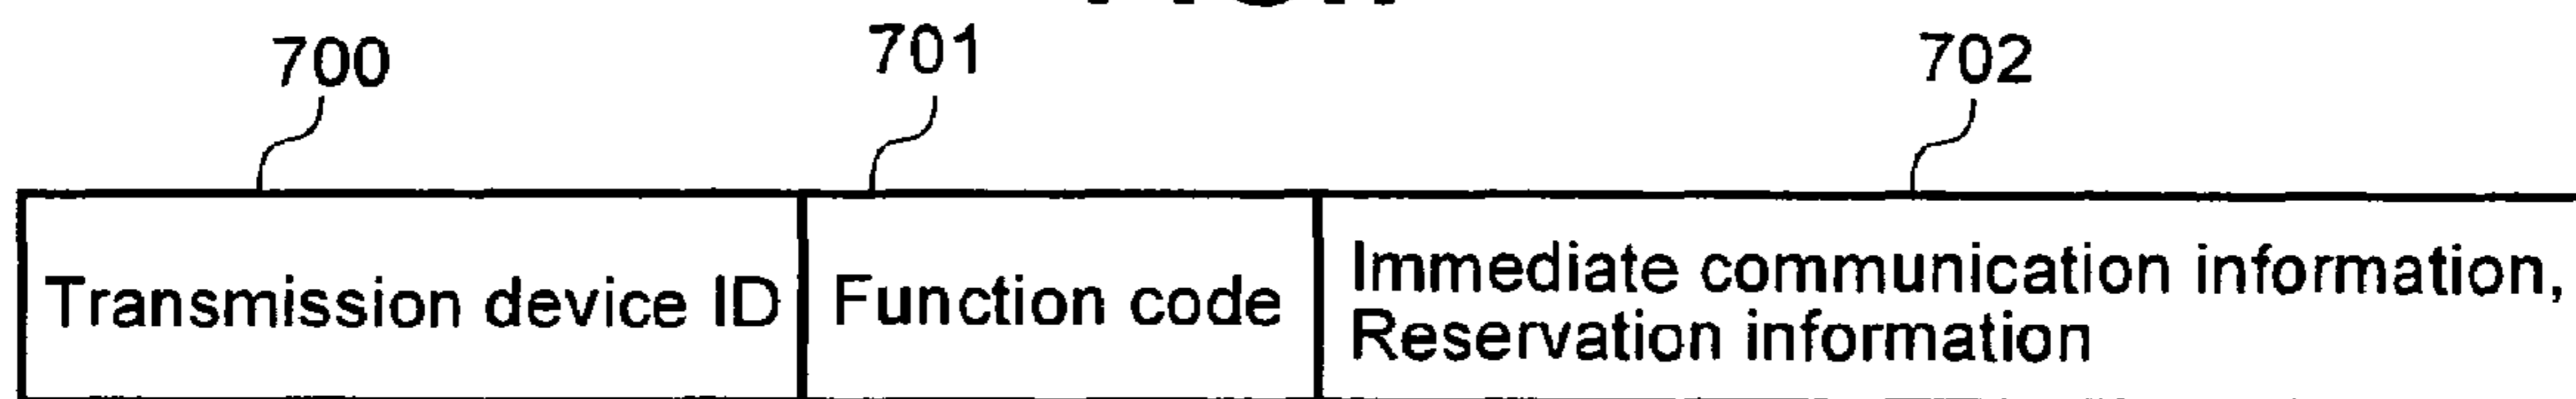 700 701 702
Transmission device ID Function code Immediate communication information,
Reservation information